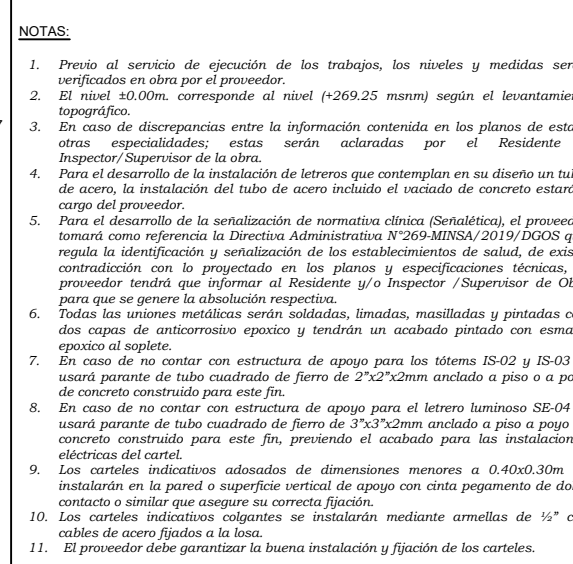 NOTAS:
1. Previo al servicio de ejecución de los trabajos, los niveles y medidas ser
verificados en obra por el proveedor.
2. El nivel ±0.00m. corresponde al nivel (+269.25 msnm) según el levantamien
topográfico.
3. En caso de discrepancias entre la información contenida en los planos de esta
otras especialidades; estas serán aclaradas por el Residente
Inspector/Supervisor de la obra.
4. Para el desarrollo de la instalación de letreros que contemplan en su diseño un tub
de acero, la instalación del tubo de acero incluido el vaciado de concreto estará
cargo del proveedor.
5. Para el desarrollo de la señalización de normativa clínica (Señalética), el proveed
tomará como referencia la Directiva Administrativa N°269-MINSA/2019/DGOS qu
regula la identificación y señalización de los establecimientos de salud, de exis
contradicción con lo proyectado en los planos y especificaciones técnicas,
proveedor tendrá que informar al Residente y/o Inspector /Supervisor de Ob
para que se genere la absolución respectiva.
6. Todas las uniones metálicas serán soldadas, limadas, masilladas y pintadas co
dos capas de anticorrosivo epoxico y tendrán un acabado pintado con esma
epoxico al soplete.
7. En caso de no contar con estructura de apoyo para los tótems IS-02 y IS-03
usará parante de tubo cuadrado de fierro de 2”x2”x2mm anclado a piso o a poy
de concreto construido para este fin.
8. En caso de no contar con estructura de apoyo para el letrero luminoso SE-04
usará parante de tubo cuadrado de fierro de 3”x3”x2mm anclado a piso a poyo
concreto construido para este fin, previendo el acabado para las instalacion
eléctricas del cartel.
9. Los carteles indicativos adosados de dimensiones menores a 0.40x0.30m
instalarán en la pared o superficie vertical de apoyo con cinta pegamento de do
contacto o similar que asegure su correcta fijación.
10. Los carteles indicativos colgantes se instalarán mediante armellas de ½” c
cables de acero fijados a la losa.
11. El proveedor debe garantizar la buena instalación y fijación de los carteles.